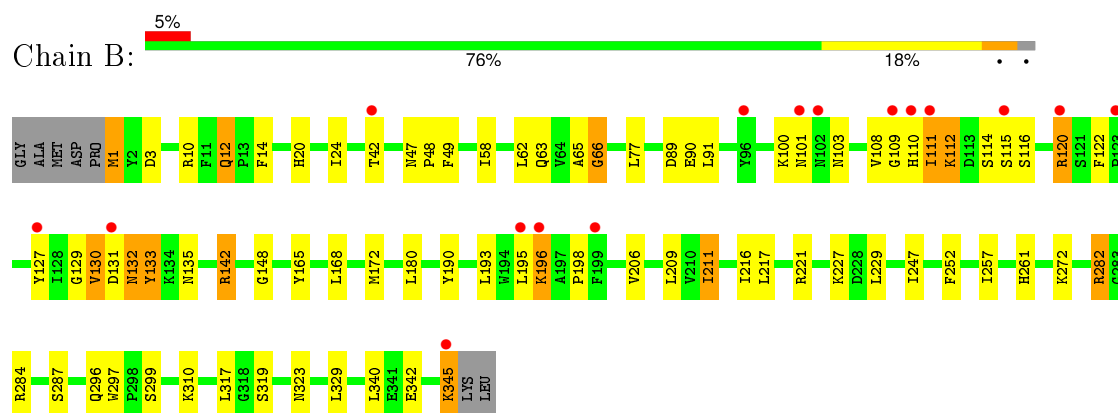 5%
Chain B:
76%
18%
GLY ALA MET ASP PRO M1 Y2 D3 R10 F11 Q12 P13 F14 H20 I24 T42 N47 P48 F49 I58 L62 Q63 V64 A65 G66 L77 D89 E90 L91 Y96 K100 N101 N102 N103 V108 G109 H110 I111 K112 D113 S114 S115 S116 R120 S121 F122
Y127 I128 G129 V130 D131 N132 Y133 K134 N135 R142 G148 Y165 L168 M172 L180 Y190 L193 W194 L195 K196 A197 P198 F199 V206 L209 V210 I211 I216 L217 R221 K227 D228 L229 I247 F252 I257 H261 K272 R282
R284 S287 Q296 W297 P298 S299 K310 L317 G318 S319 N323 L329 L340 E341 E342 K345 LYS LEU